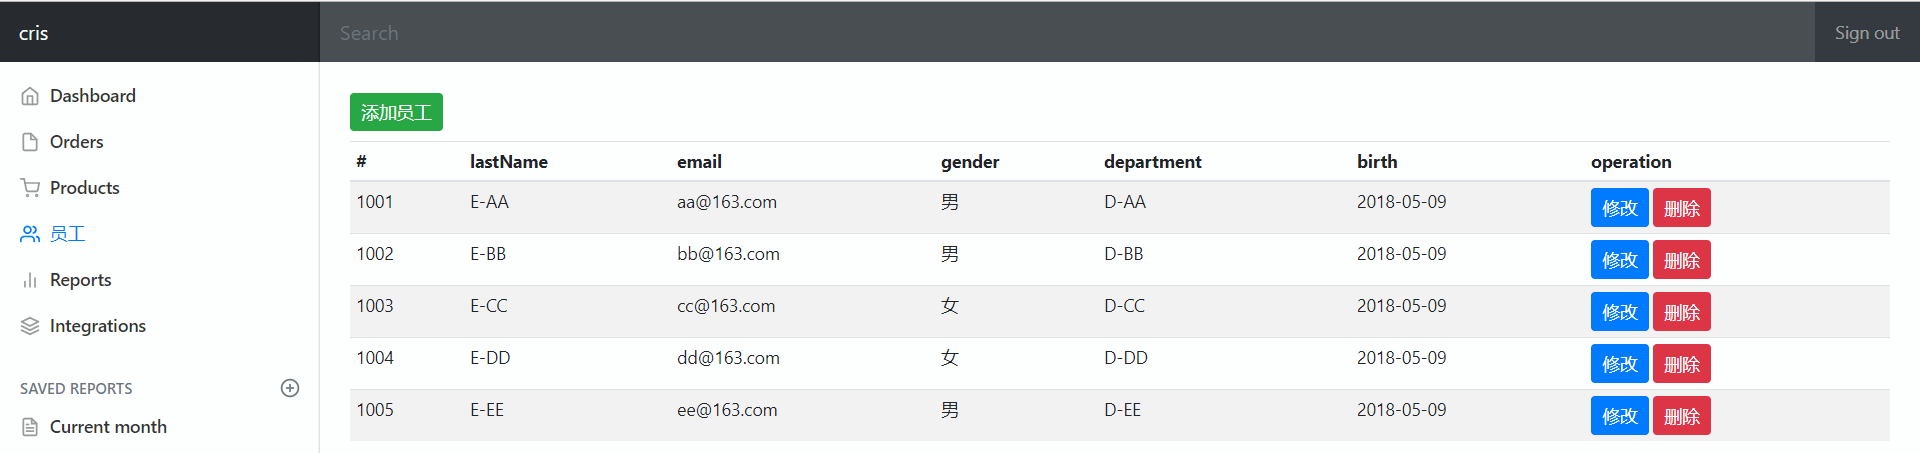 cris
Search
Sign out
Dashboard
Orders
Products
员工
Reports
Integrations
SAVED REPORTS
Current month
添加员工
# lastName email gender department birth operation
1001 E-AA aa@163.com 男 D-AA 2018-05-09 修改 删除
1002 E-BB bb@163.com 男 D-BB 2018-05-09 修改 删除
1003 E-CC cc@163.com 女 D-CC 2018-05-09 修改 删除
1004 E-DD dd@163.com 女 D-DD 2018-05-09 修改 删除
1005 E-EE ee@163.com 男 D-EE 2018-05-09 修改 删除